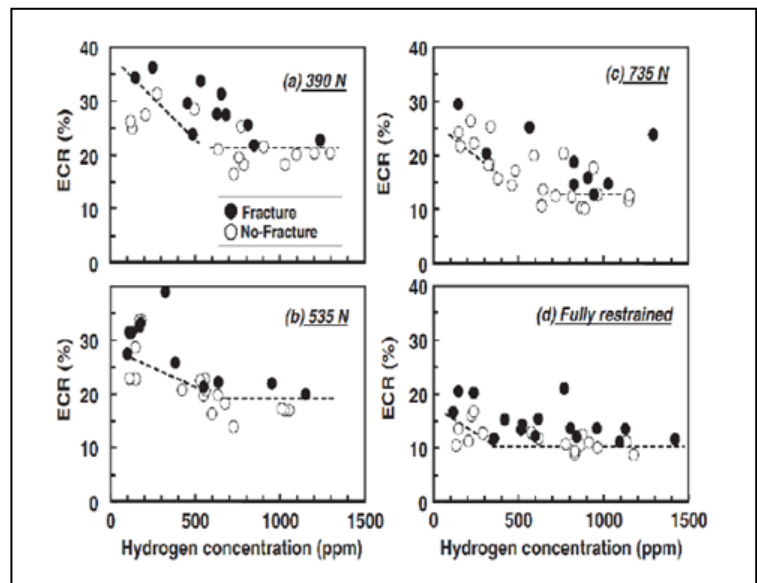 40
30
20
10
0
ECR (%)
(a) 390 N
Fracturo
No-Fracture
40
30
20
10
0
ECR (%)
(c) 735 N
30
20
10
0
ECR (%)
(b) 535 N
0 500 1000 1500
Hydrogen concentration (ppm)
40
30
20
10
0
ECR (%)
(d) Fully restrained
0 500 1000 1500
Hydrogen concentration (ppm)